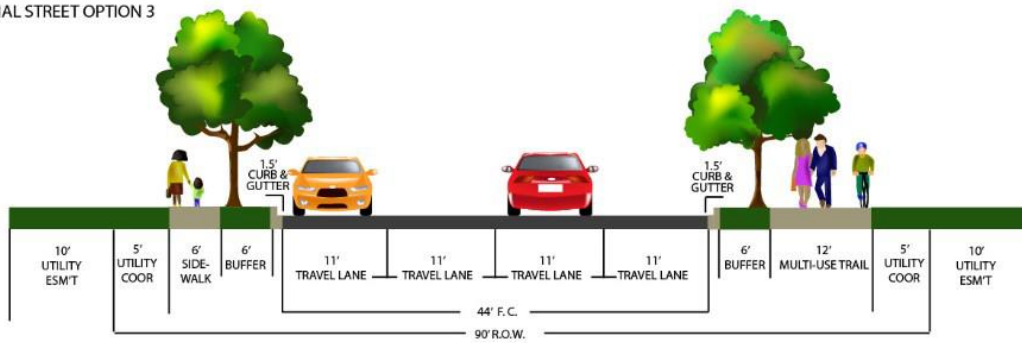 AL STREET OPTION 3
1.5'
CURB &
GUTTER
1.5'
CURB &
GUTTER
10'
UTILITY
ESM'T
5'
UTILITY
COOR
6'
SIDE-
WALK
6'
BUFFER
11'
TRAVEL LANE
11'
TRAVEL LANE
11'
TRAVEL LANE
11'
TRAVEL LANE
6'
BUFFER
12'
MULTI-USE TRAIL
5'
UTILITY
COOR
10'
UTILITY
ESM'T
44' F.C.
90' R.O.W.